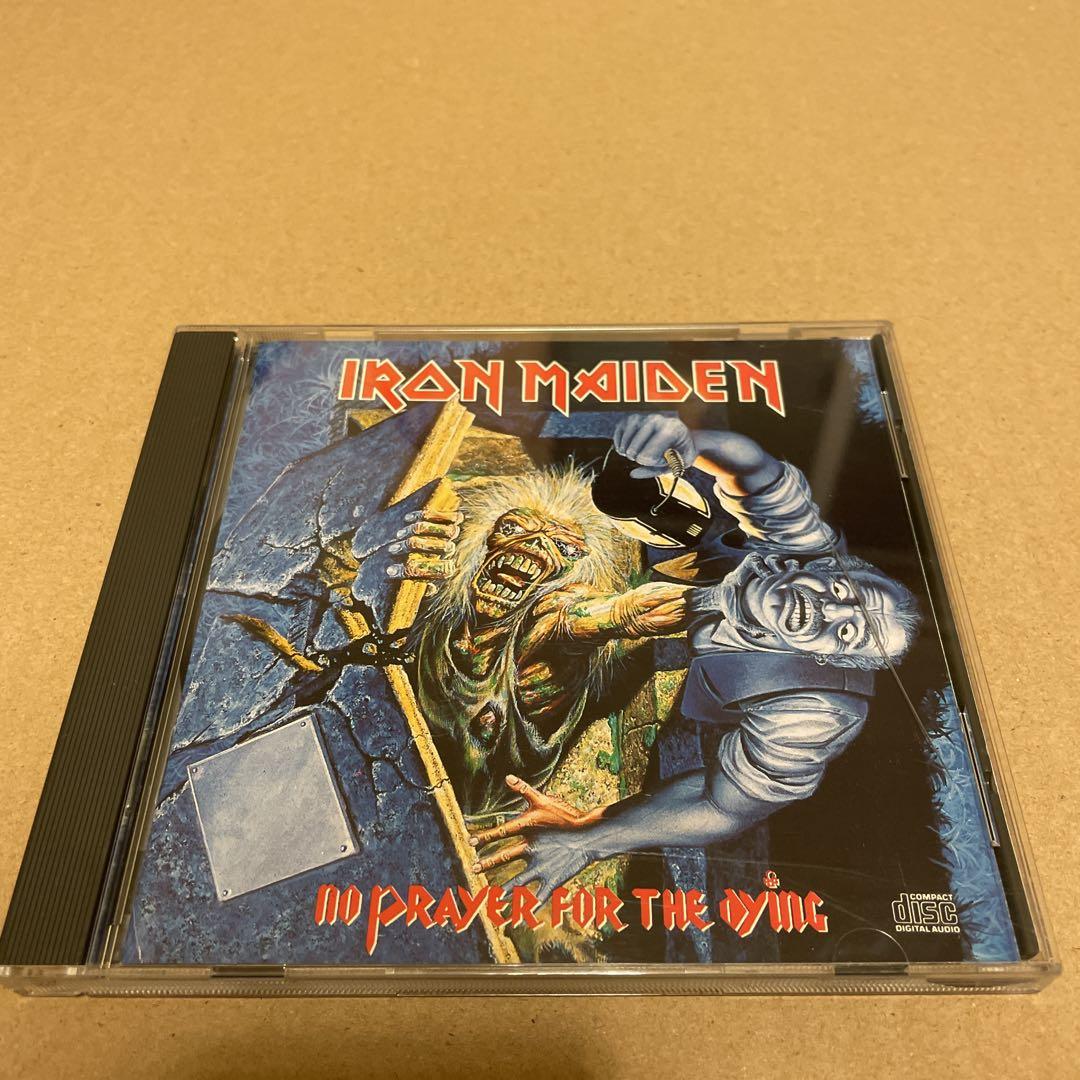 IRON MAIDEN
NO PRAYER FOR THE DYING
COMPACT
disc
DIGITAL AUDIO